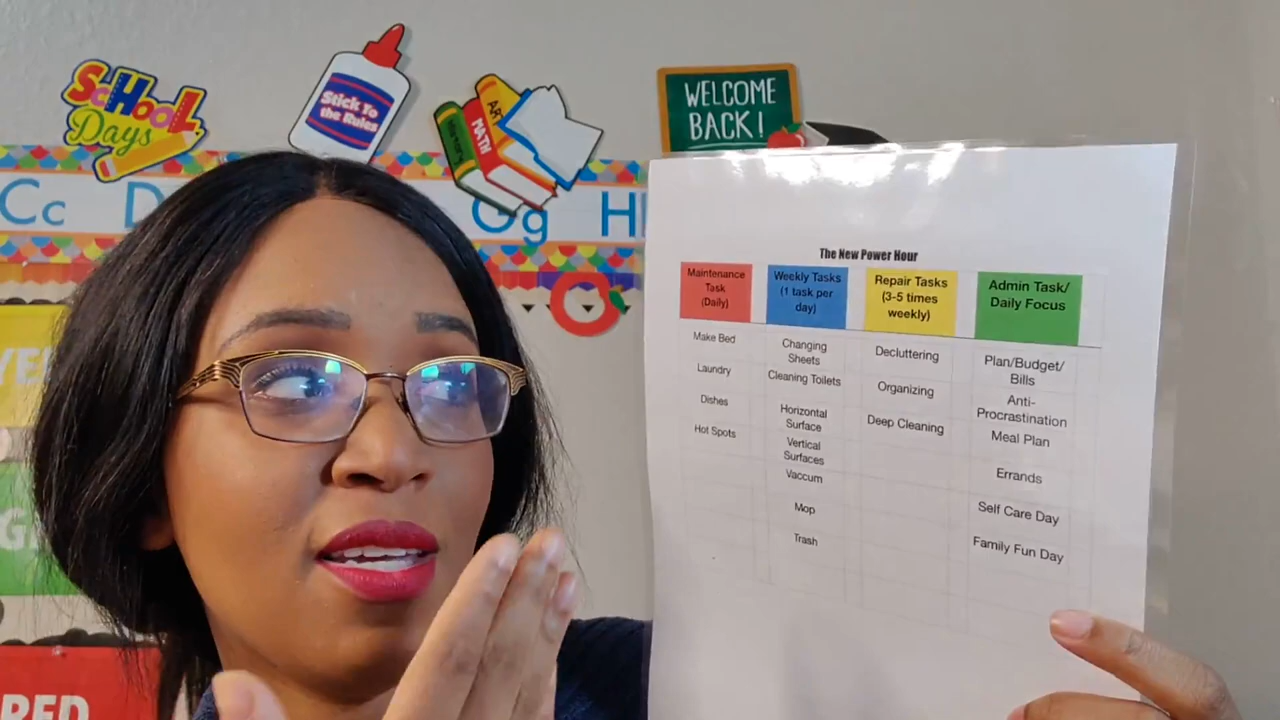 School
Days
Stick To
the Rules
History
MATH
ART
WELCOME
BACK!
Cc D Gg H
The New Power Hour
Maintenance
Task
(Daily)
Weekly Tasks
(1 task per
day)
Repair Tasks
(3-5 times
weekly)
Admin Task/
Daily Focus
Make Bed
Laundry
Dishes
Hot Spots
Changing
Sheets
Cleaning Toilets
Horizontal
Surface
Vertical
Surfaces
Vaccum
Mop
Trash
Decluttering
Organizing
Deep Cleaning
Plan/Budget/
Bills
Anti-
Procrastination
Meal Plan
Errands
Self Care Day
Family Fun Day
RED